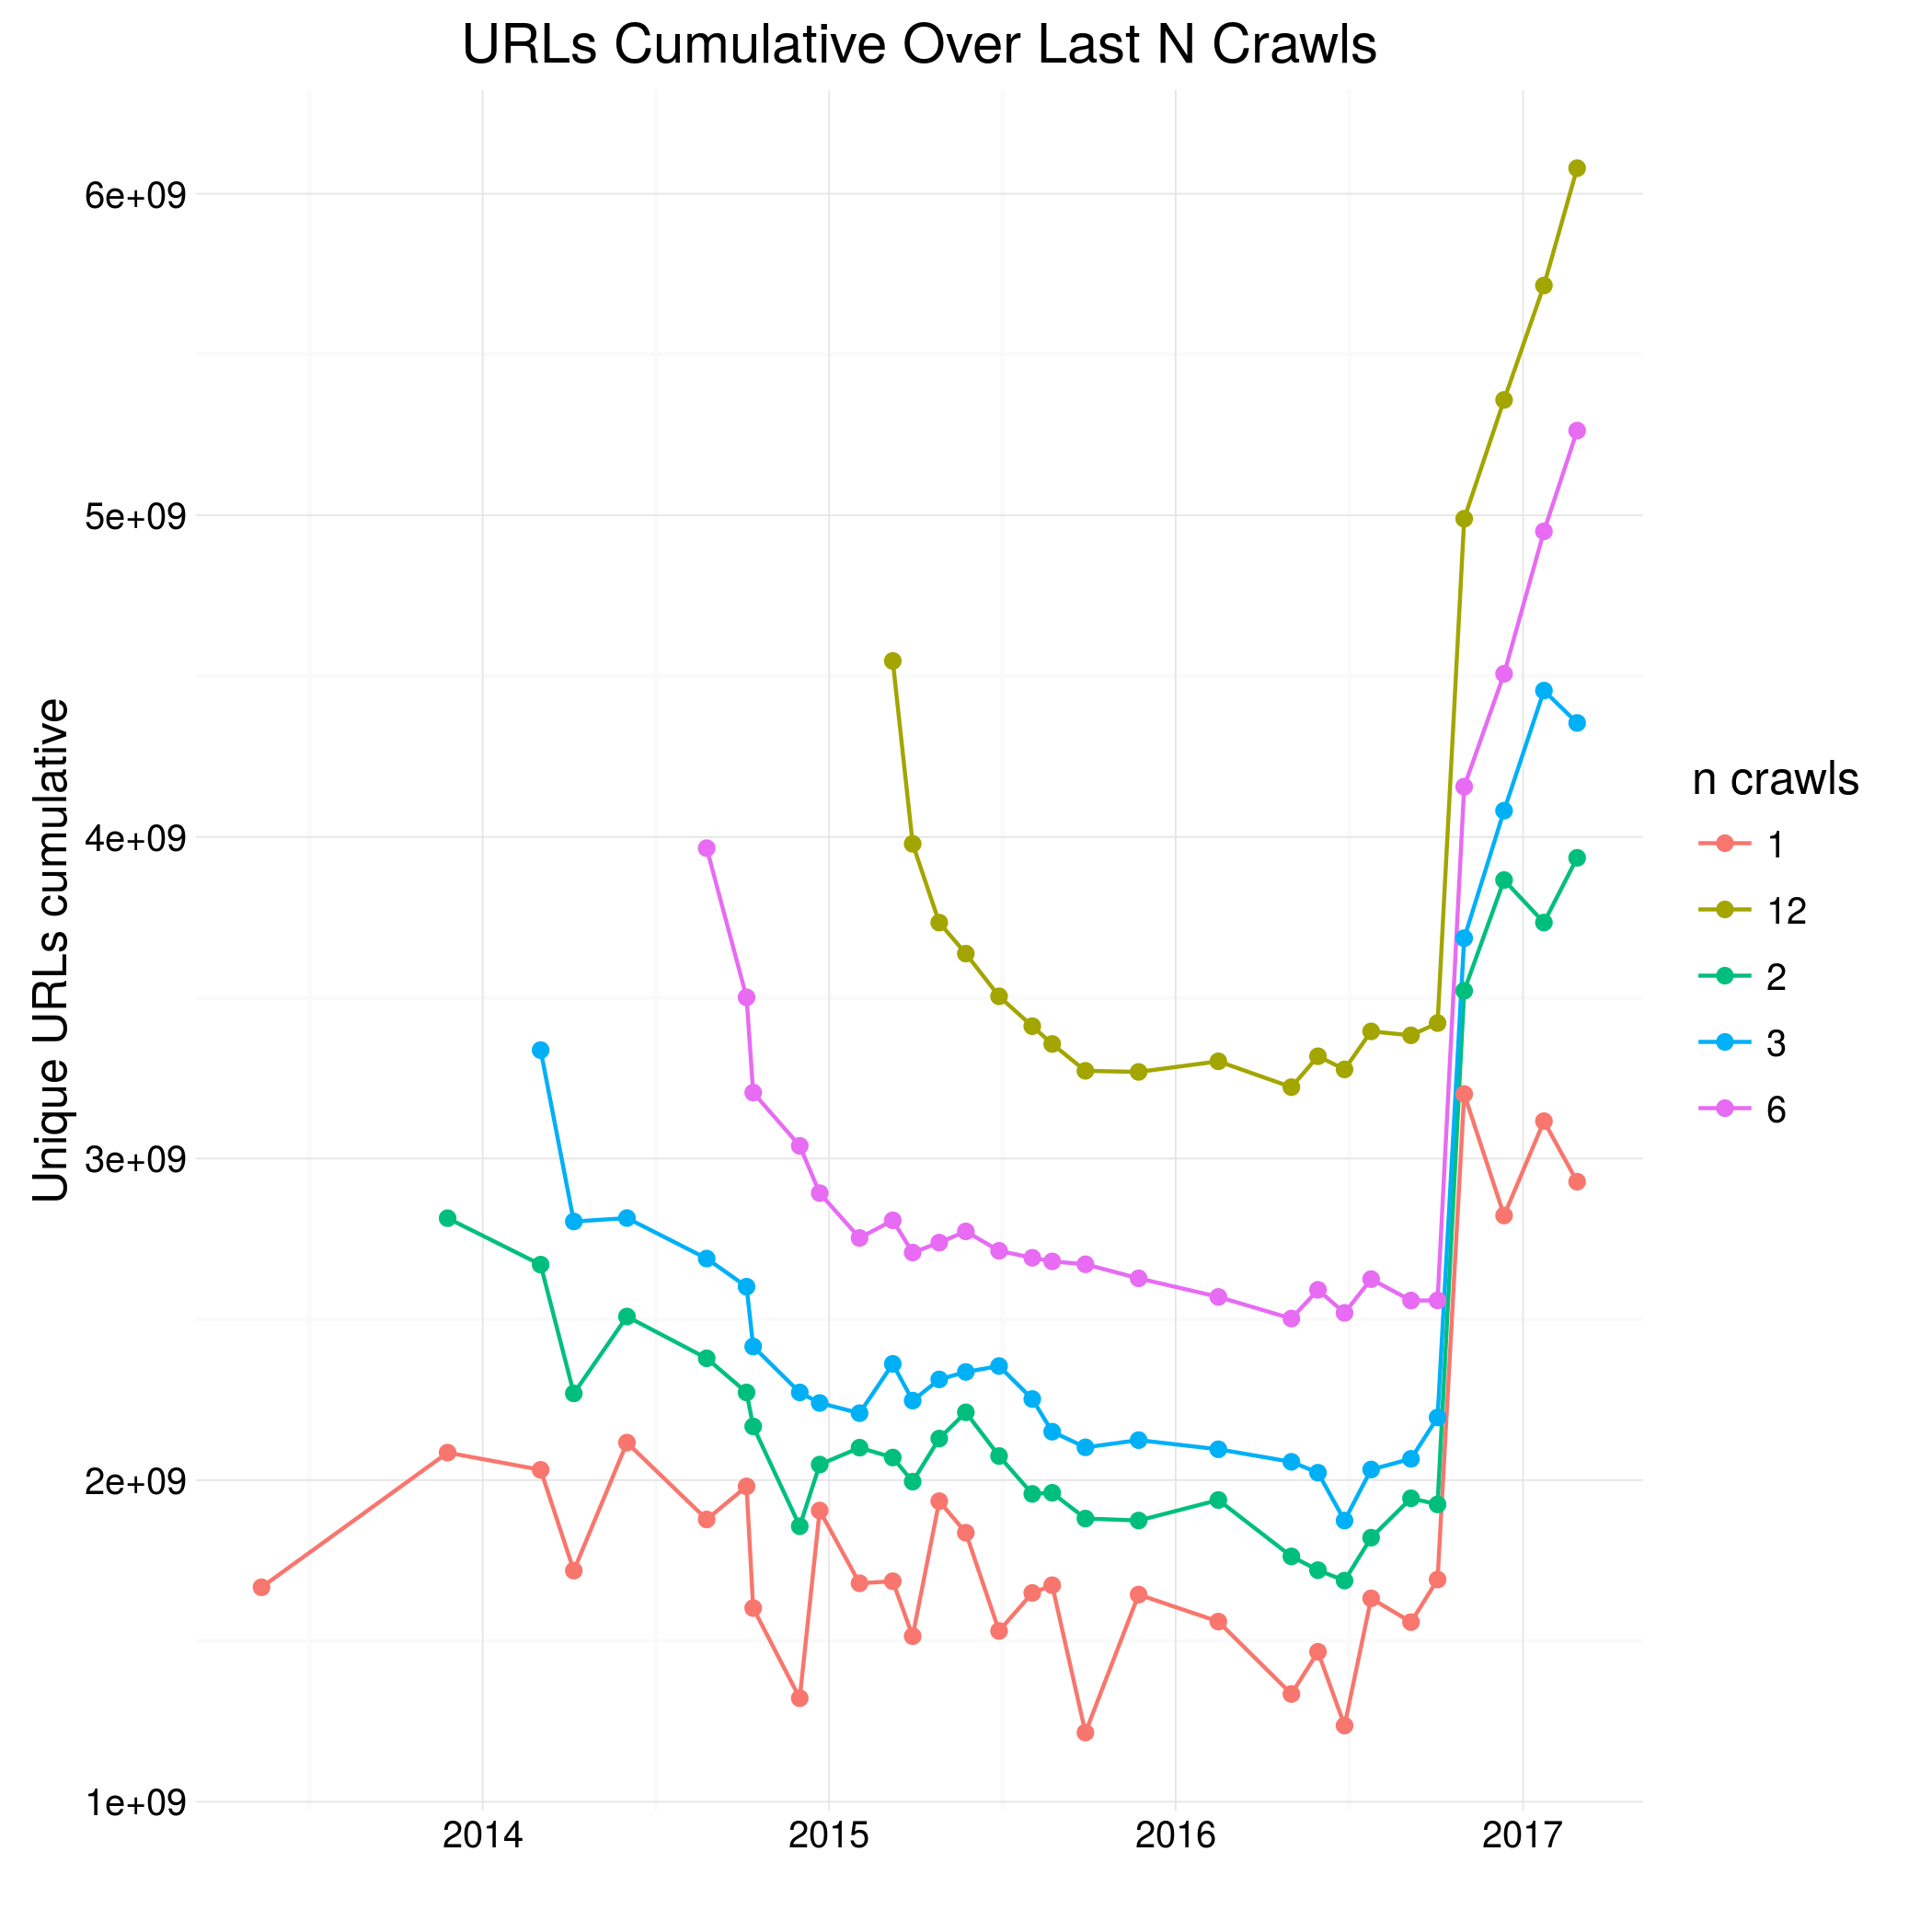 URLs Cumulative Over Last N Crawls
Unique URLs cumulative
6e+09
5e+09
4e+09
3e+09
2e+09
1e+09
2014 2015 2016 2017
n crawls
1
12
2
3
6